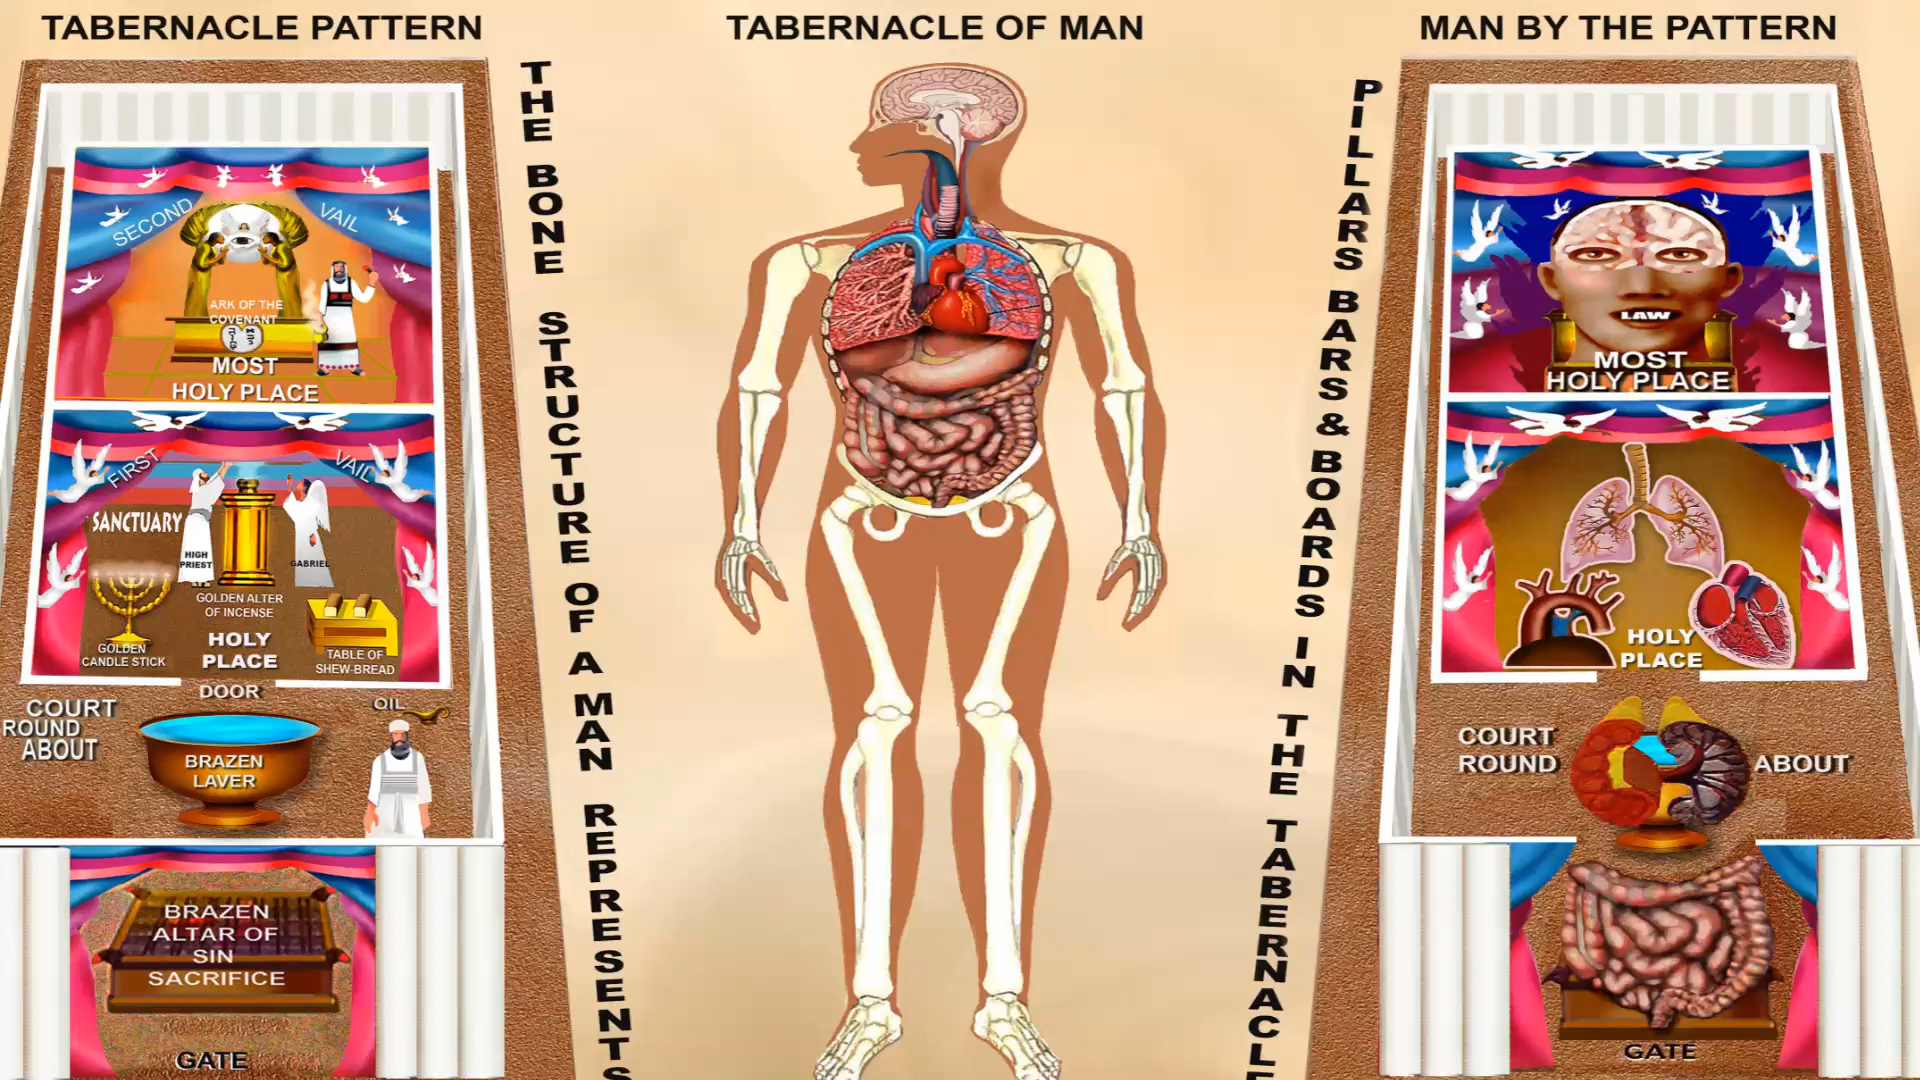 TABERNACLE PATTERN
SECOND VAIL
ARK OF THE
COVENANT
MOST
HOLY PLACE
FIRST VAIL
SANCTUARY
HIGH
PRIEST
GABRIEL
GOLDEN ALTER
OF INCENSE
GOLDEN
CANDLE STICK
HOLY
PLACE
TABLE OF
SHEW-BREAD
DOOR
COURT
ROUND
ABOUT
OIL
BRAZEN
LAVER
BRAZEN
ALTAR OF
SIN
SACRIFICE
GATE
THE BONE STRUCTURE OF A MAN REPRESENTS
TABERNACLE OF MAN
PILLARS BARS & BOARDS IN THE TABERNACLE
MAN BY THE PATTERN
LAW
MOST
HOLY PLACE
HOLY
PLACE
COURT
ROUND ABOUT
GATE